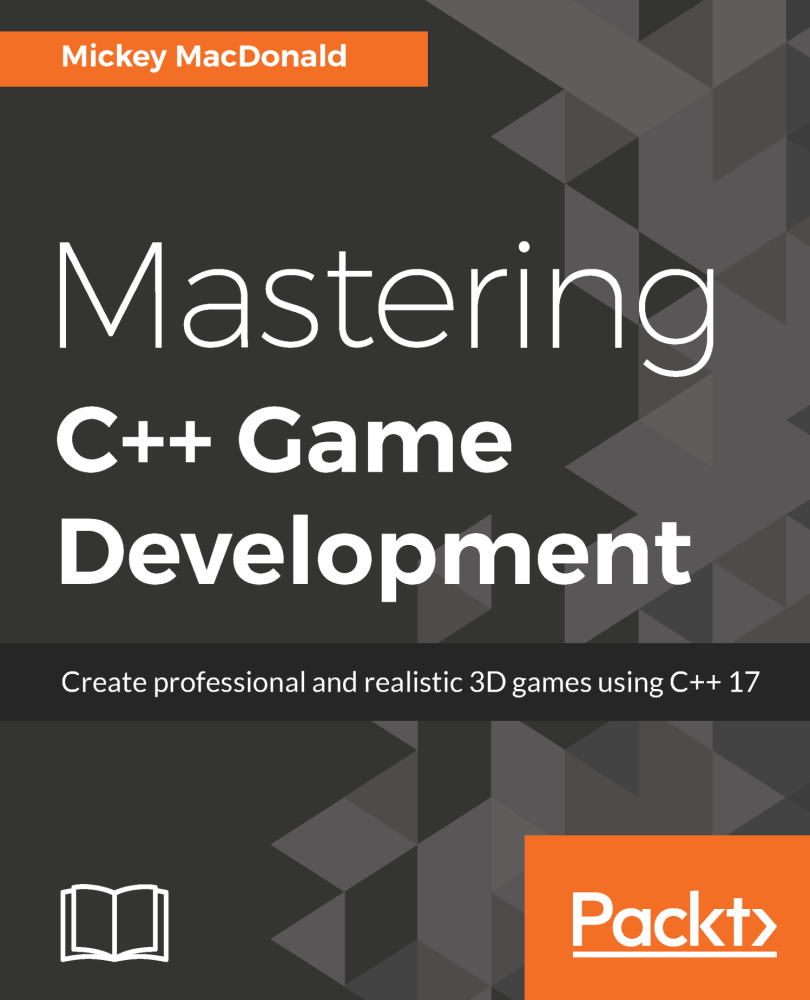 Mickey MacDonald
Mastering
C++ Game
Development
Create professional and realistic 3D games using C++ 17
Packt>